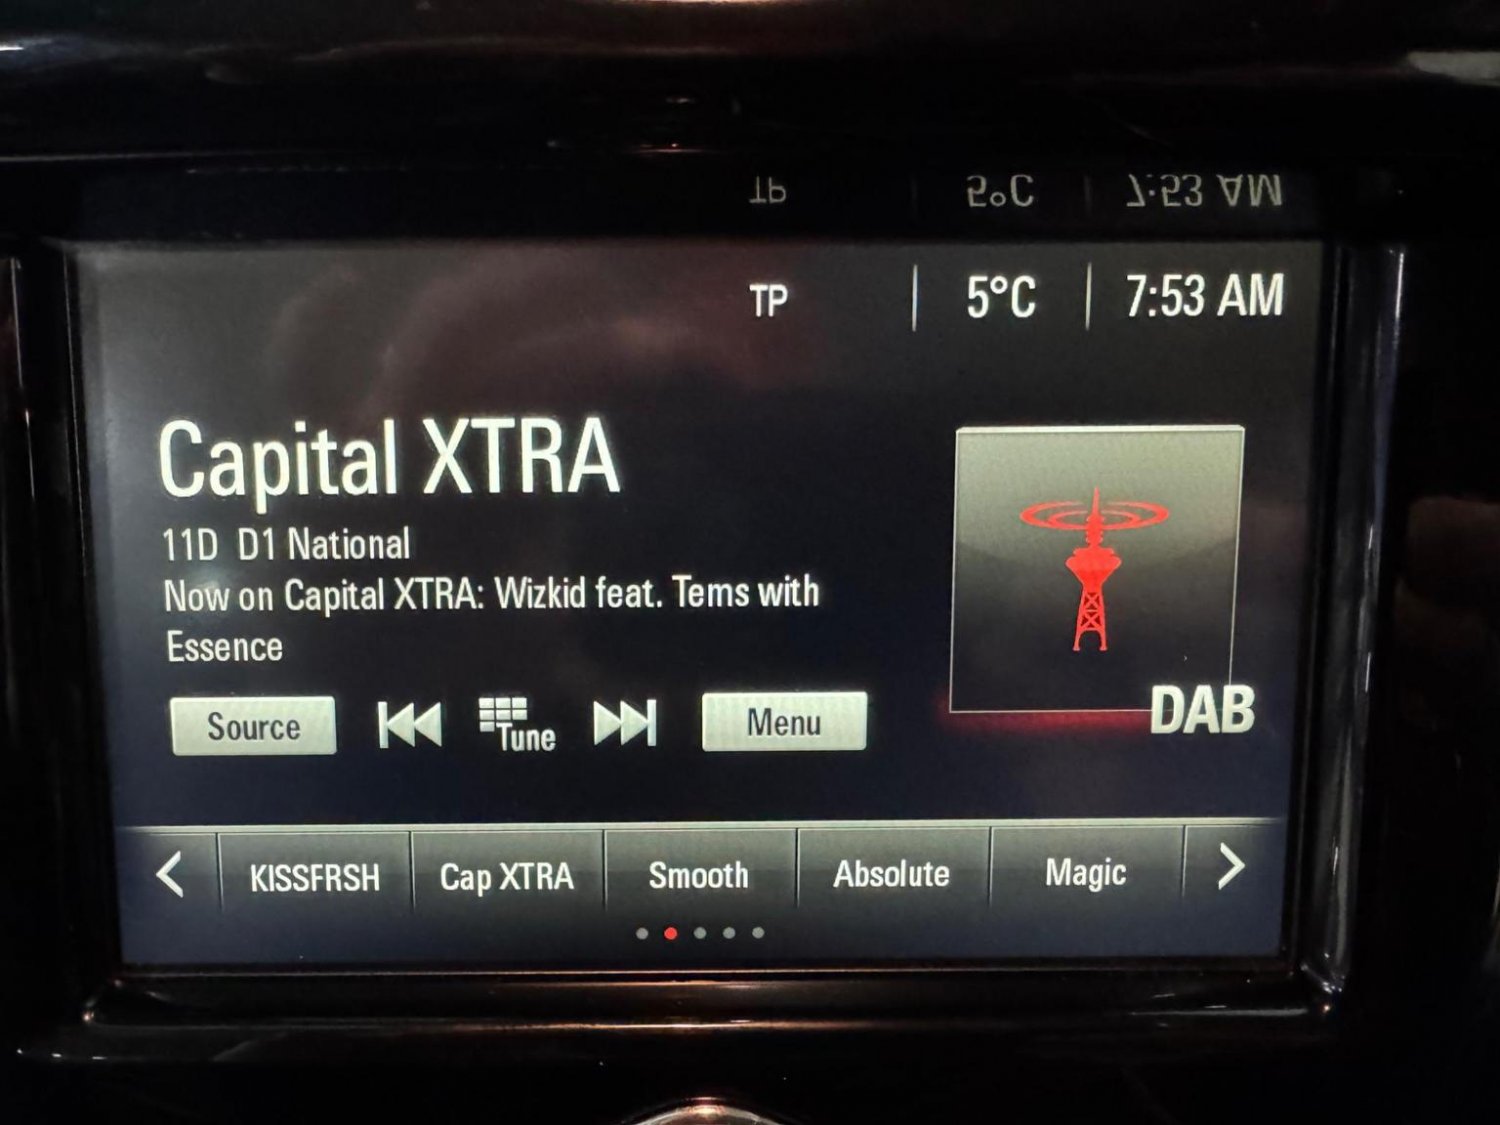 TP 5°C 7:53 AM
Capital XTRA
11D D1 National
Now on Capital XTRA: Wizkid feat. Tems with
Essence
Source Tune Menu
DAB
KISSFRSH Cap XTRA Smooth Absolute Magic